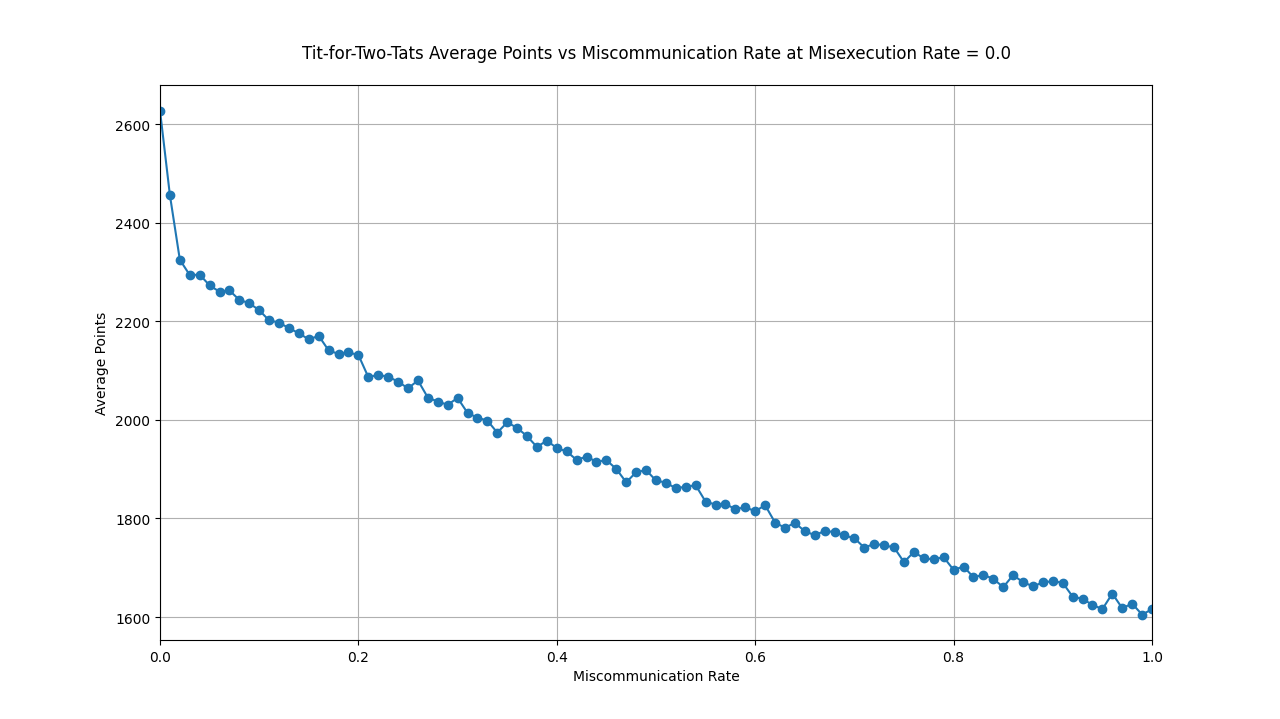 Tit-for-Two-Tats Average Points vs Miscommunication Rate at Misexecution Rate = 0.0
2600
2400
2200
2000
1800
1600
Average Points
0.0 0.2 0.4 0.6 0.8 1.0
Miscommunication Rate